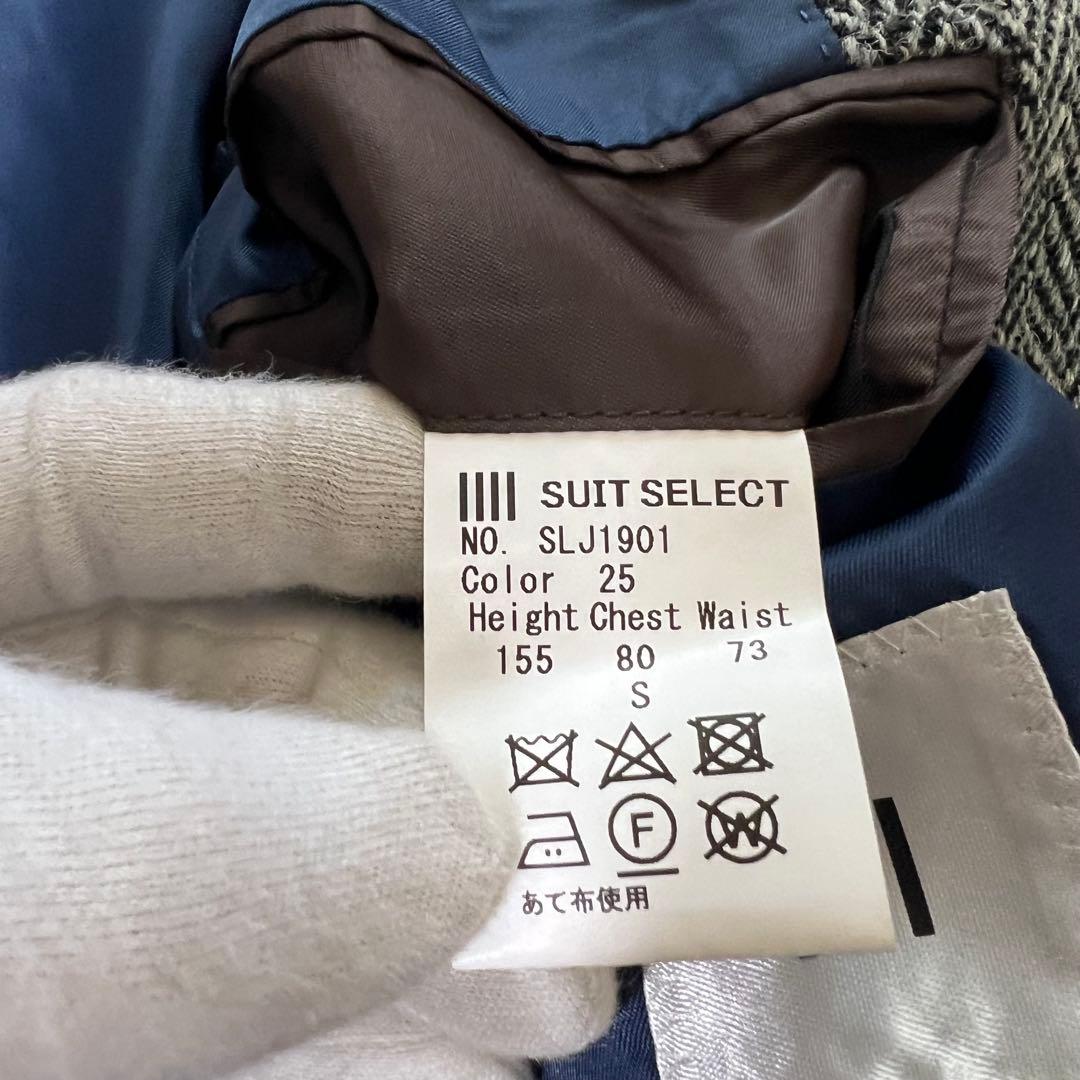 SUIT SELECT
NO. SLJ1901
Color 25
Height Chest Waist
155 80 73
S
F W
あて布使用